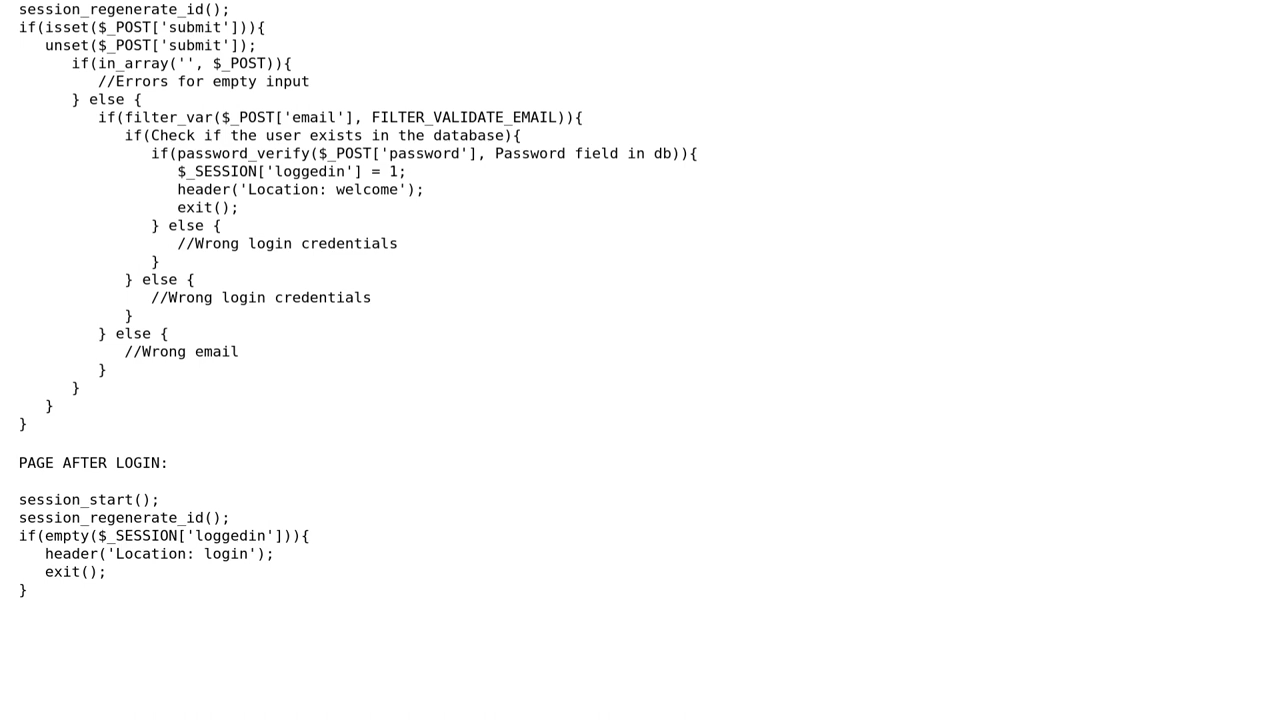 session_regenerate_id();
if(isset($_POST['submit'])){
   unset($_POST['submit']);
      if(in_array('', $_POST)){
         //Errors for empty input
      } else {
         if(filter_var($_POST['email'], FILTER_VALIDATE_EMAIL)){
            if(Check if the user exists in the database){
               if(password_verify($_POST['password'], Password field in db)){
                  $_SESSION['loggedin'] = 1;
                  header('Location: welcome');
                  exit();
               } else {
                  //Wrong login credentials
               }
            } else {
               //Wrong login credentials
            }
         } else {
            //Wrong email
         }
      }
   }
}

PAGE AFTER LOGIN:

session_start();
session_regenerate_id();
if(empty($_SESSION['loggedin'])){
   header('Location: login');
   exit();
}